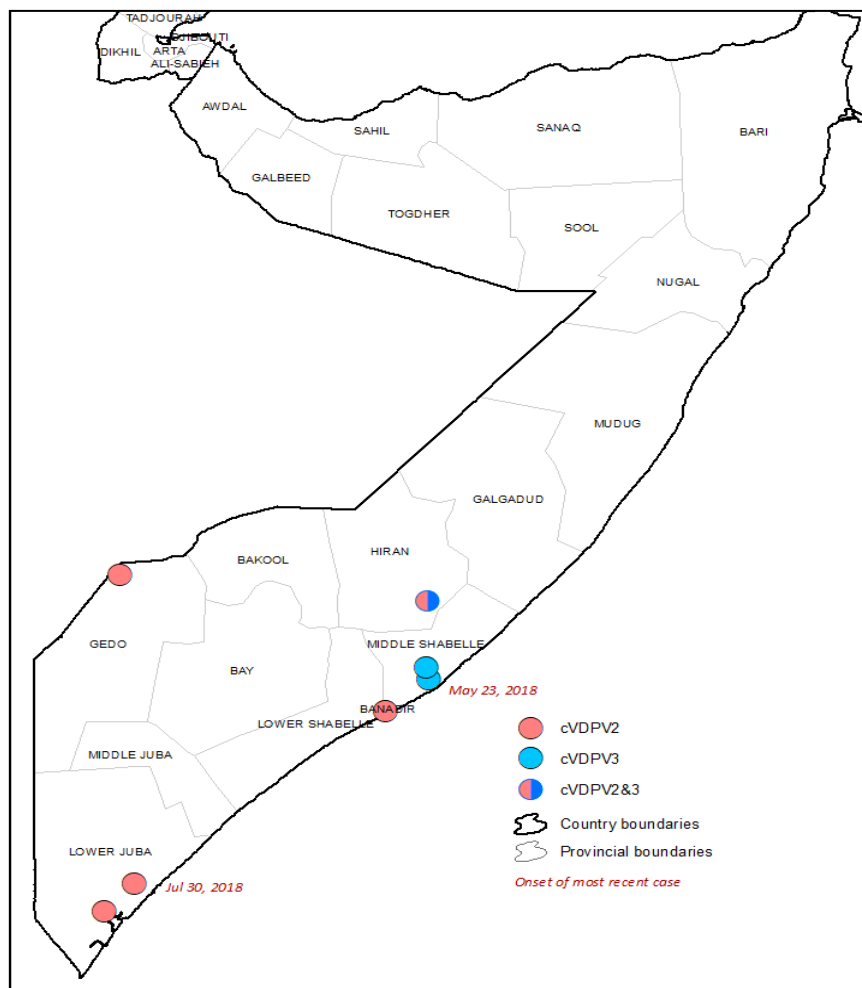 TADJOURAH
DJIBOUTI
DIKHIL
ARTA
ALI-SABIEH
AWDAL
SAHIL
SANAQ
BARI
GALBEED
TOGDHER
SOOL
NUGAL
MUDUG
GALGADUD
HIRAN
BAKOOL
GEDO
MIDDLE SHABELLE
BAY
May 23, 2018
BANADIR
LOWER SHABELLE
MIDDLE JUBA
LOWER JUBA
Jul 30, 2018
cVDPV2
cVDPV3
cVDPV2&3
Country boundaries
Provincial boundaries
Onset of most recent case